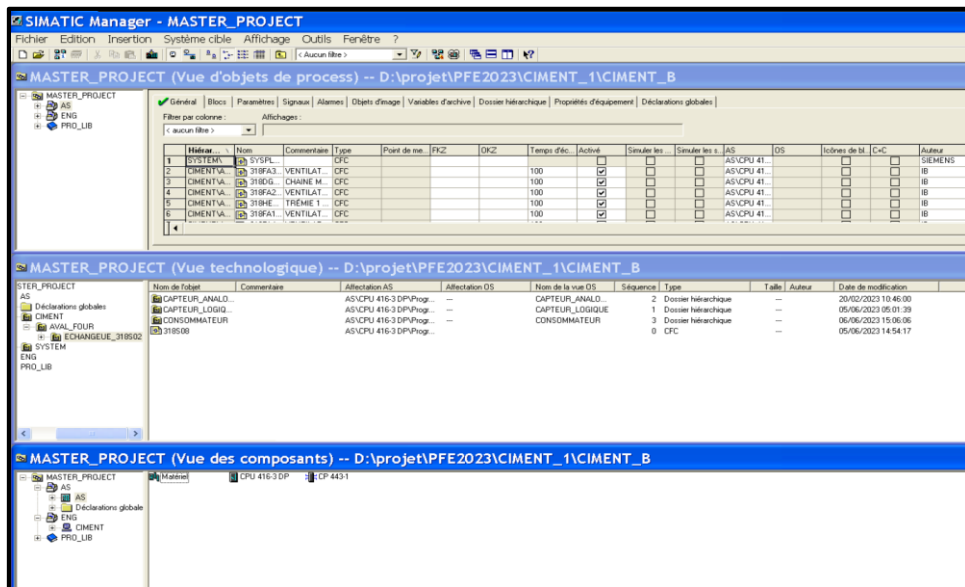 SIMATIC Manager - MASTER_PROJECT
Fichier Edition Insertion Système cible Affichage Outils Fenêtre ?
< Aucun filtre >
MASTER_PROJECT (Vue d'objets de process) -- D:\projet\PFE2023\CIMENT_1\CIMENT_B
MASTER_PROJECT
AS
ENG
PRO_LIB
Général Blocs Paramètres Signaux Alarmes Objets d'image Variables d'archive Dossier hiérarchique Propriétés d'équipement Déclarations globales
Filtrer par colonne : Affichages :
< aucun filtre >
Hiérar... Nom Commentaire Type Point de me... FKZ OKZ Temps d'éc... Activé Simuler les ... Simuler les s... AS OS Icônes de bl... C+C Auteur
1 SYSTEM\ SYSPL... CFC AS\CPU 41... SIEMENS
2 CIMENT\A... 318FA3... VENTILAT... CFC 100 AS\CPU 41... IB
3 CIMENT\A... 318DG... CHAINE M... CFC 100 AS\CPU 41... IB
4 CIMENT\A... 318FA2... VENTILAT... CFC 100 AS\CPU 41... IB
5 CIMENT\A... 318HE... TRÉMIE 1 ... CFC 100 AS\CPU 41... IB
6 CIMENT\A... 318FA1... VENTILAT... CFC 100 AS\CPU 41... IB
MASTER_PROJECT (Vue technologique) -- D:\projet\PFE2023\CIMENT_1\CIMENT_B
STER_PROJECT
AS
Déclarations globales
CIMENT
AVAL_FOUR
ECHANGEUE_318S02
SYSTEM
ENG
PRO_LIB
Nom de l'objet Commentaire Affectation AS Affectation OS Nom de la vue OS Séquence Type Taille Auteur Date de modification
CAPTEUR_ANALO... AS\CPU 416-3 DP\Progr... --- CAPTEUR_ANALO... 2 Dossier hiérarchique --- 20/02/2023 10:46:00
CAPTEUR_LOGIQ... AS\CPU 416-3 DP\Progr... --- CAPTEUR_LOGIQUE 1 Dossier hiérarchique --- 05/06/2023 05:01:39
CONSOMMATEUR AS\CPU 416-3 DP\Progr... --- CONSOMMATEUR 3 Dossier hiérarchique --- 06/06/2023 15:06:06
318S08 AS\CPU 416-3 DP\Progr... --- 0 CFC --- 05/06/2023 14:54:17
MASTER_PROJECT (Vue des composants) -- D:\projet\PFE2023\CIMENT_1\CIMENT_B
MASTER_PROJECT
AS
AS
Déclarations globale
ENG
CIMENT
PRO_LIB
Matériel CPU 416-3 DP CP 443-1